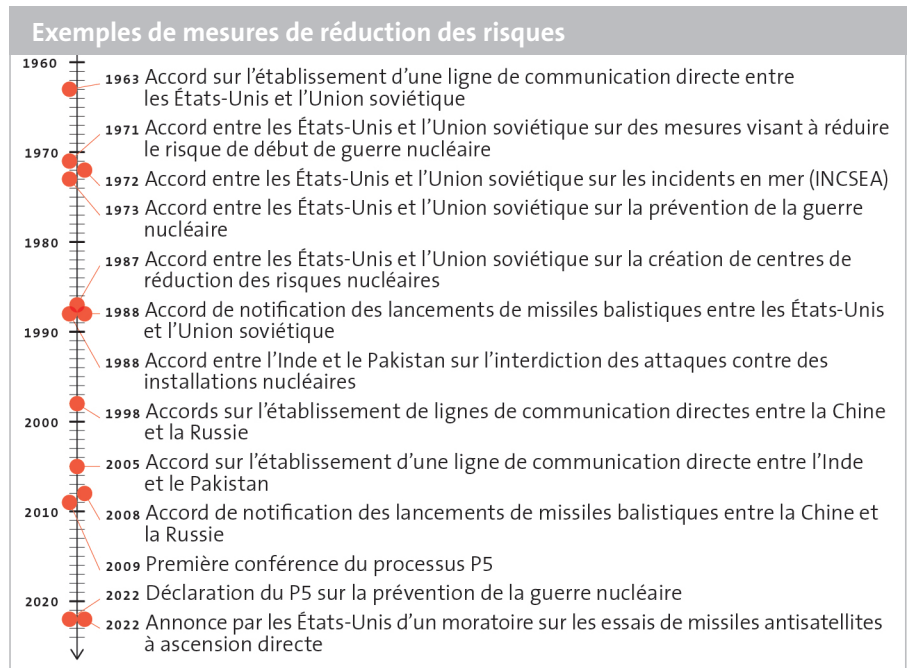 Exemples de mesures de réduction des risques
1960
1963 Accord sur l'établissement d'une ligne de communication directe entre
les États-Unis et l'Union soviétique
1971 Accord entre les États-Unis et l'Union soviétique sur des mesures visant à réduire
le risque de début de guerre nucléaire
1970
1972 Accord entre les États-Unis et l'Union soviétique sur les incidents en mer (INCSEA)
1973 Accord entre les États-Unis et l'Union soviétique sur la prévention de la guerre
nucléaire
1980
1987 Accord entre les États-Unis et l'Union soviétique sur la création de centres de
réduction des risques nucléaires
1988 Accord de notification des lancements de missiles balistiques entre les États-Unis
et l'Union soviétique
1990
1988 Accord entre l'Inde et le Pakistan sur l'interdiction des attaques contre des
installations nucléaires
1998 Accords sur l'établissement de lignes de communication directes entre la Chine
et la Russie
2000
2005 Accord sur l'établissement d'une ligne de communication directe entre l'Inde
et le Pakistan
2008 Accord de notification des lancements de missiles balistiques entre la Chine et
la Russie
2010
2009 Première conférence du processus P5
2022 Déclaration du P5 sur la prévention de la guerre nucléaire
2020
2022 Annonce par les États-Unis d'un moratoire sur les essais de missiles antisatellites
à ascension directe